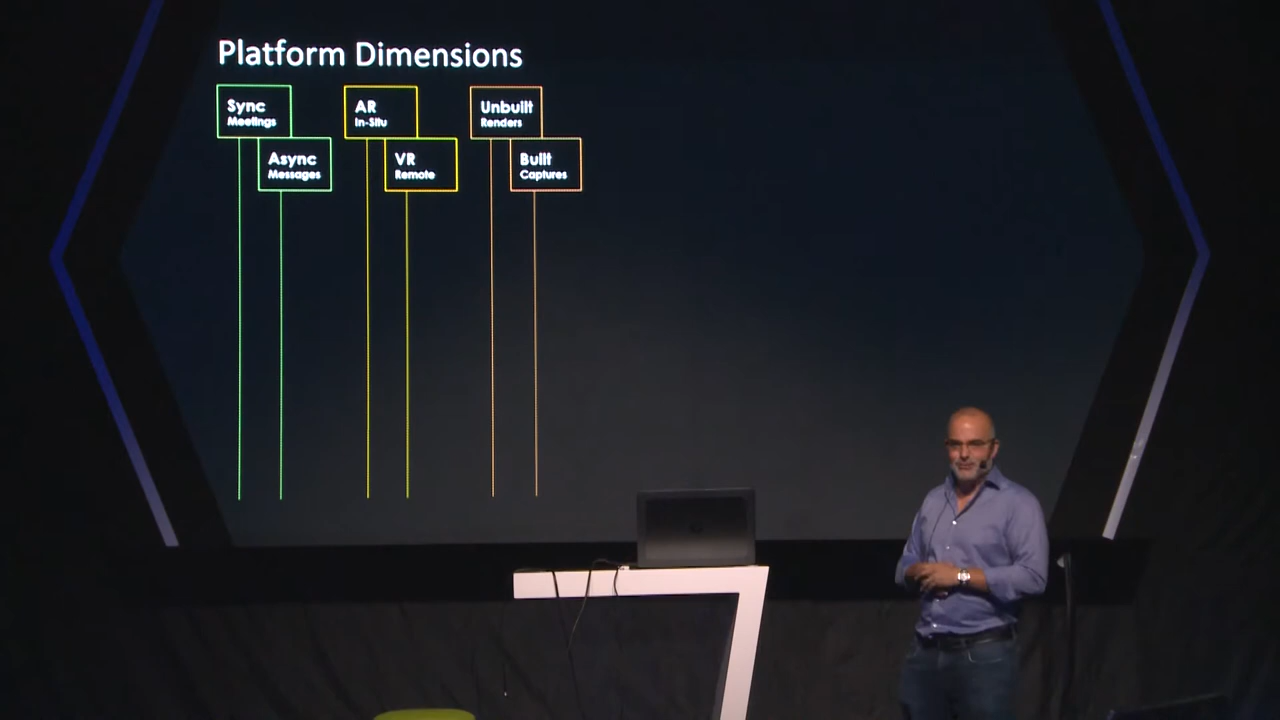 Platform Dimensions
Sync
Meetings
Async
Messages
AR
In-Situ
VR
Remote
Unbuilt
Renders
Built
Captures